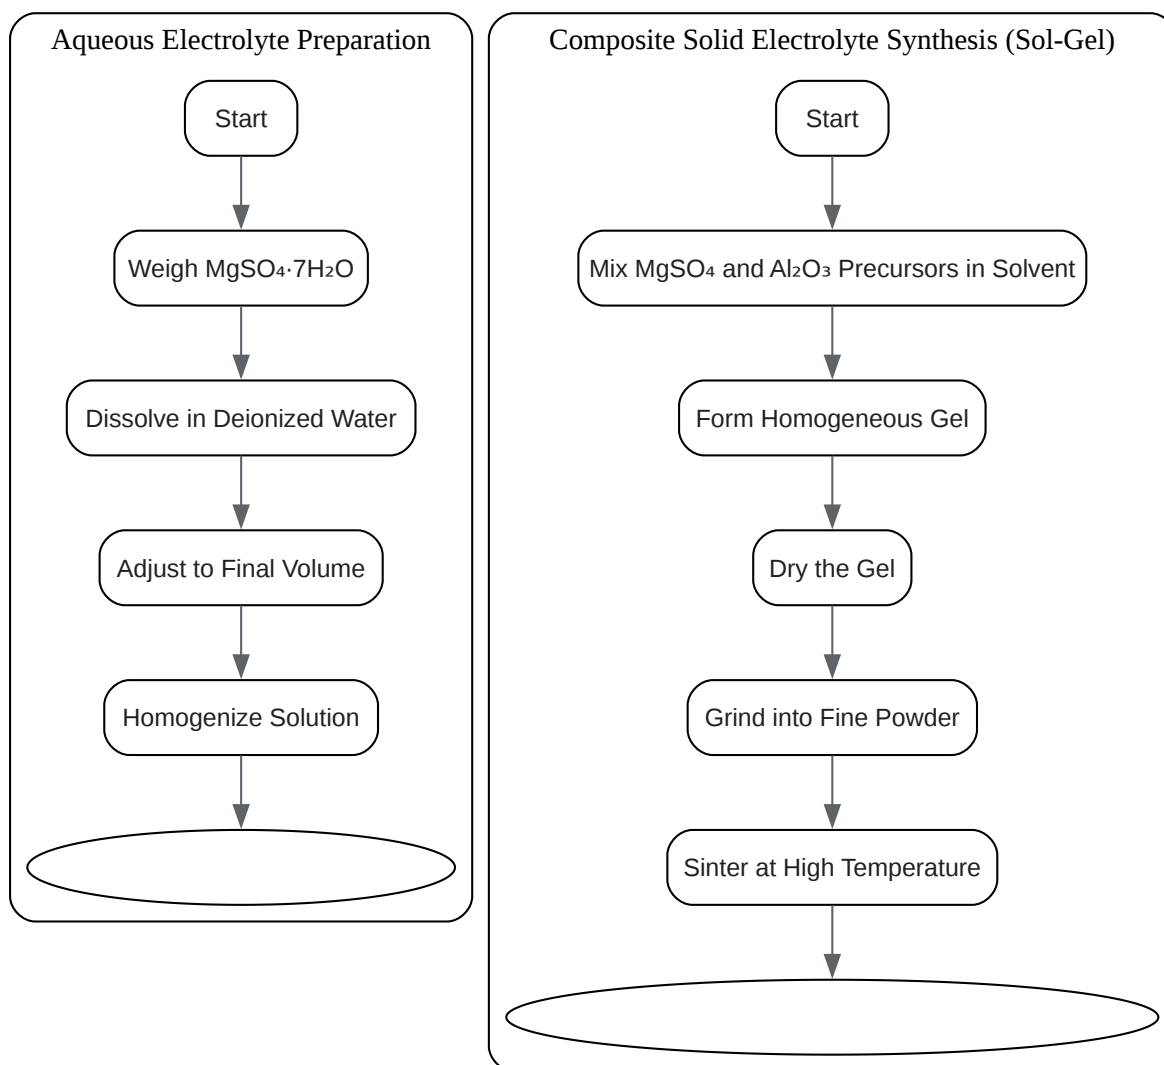 Aqueous Electrolyte Preparation
Start
Weigh MgSO₄·7H₂O
Dissolve in Deionized Water
Adjust to Final Volume
Homogenize Solution
Composite Solid Electrolyte Synthesis (Sol-Gel)
Start
Mix MgSO₄ and Al₂O₃ Precursors in Solvent
Form Homogeneous Gel
Dry the Gel
Grind into Fine Powder
Sinter at High Temperature